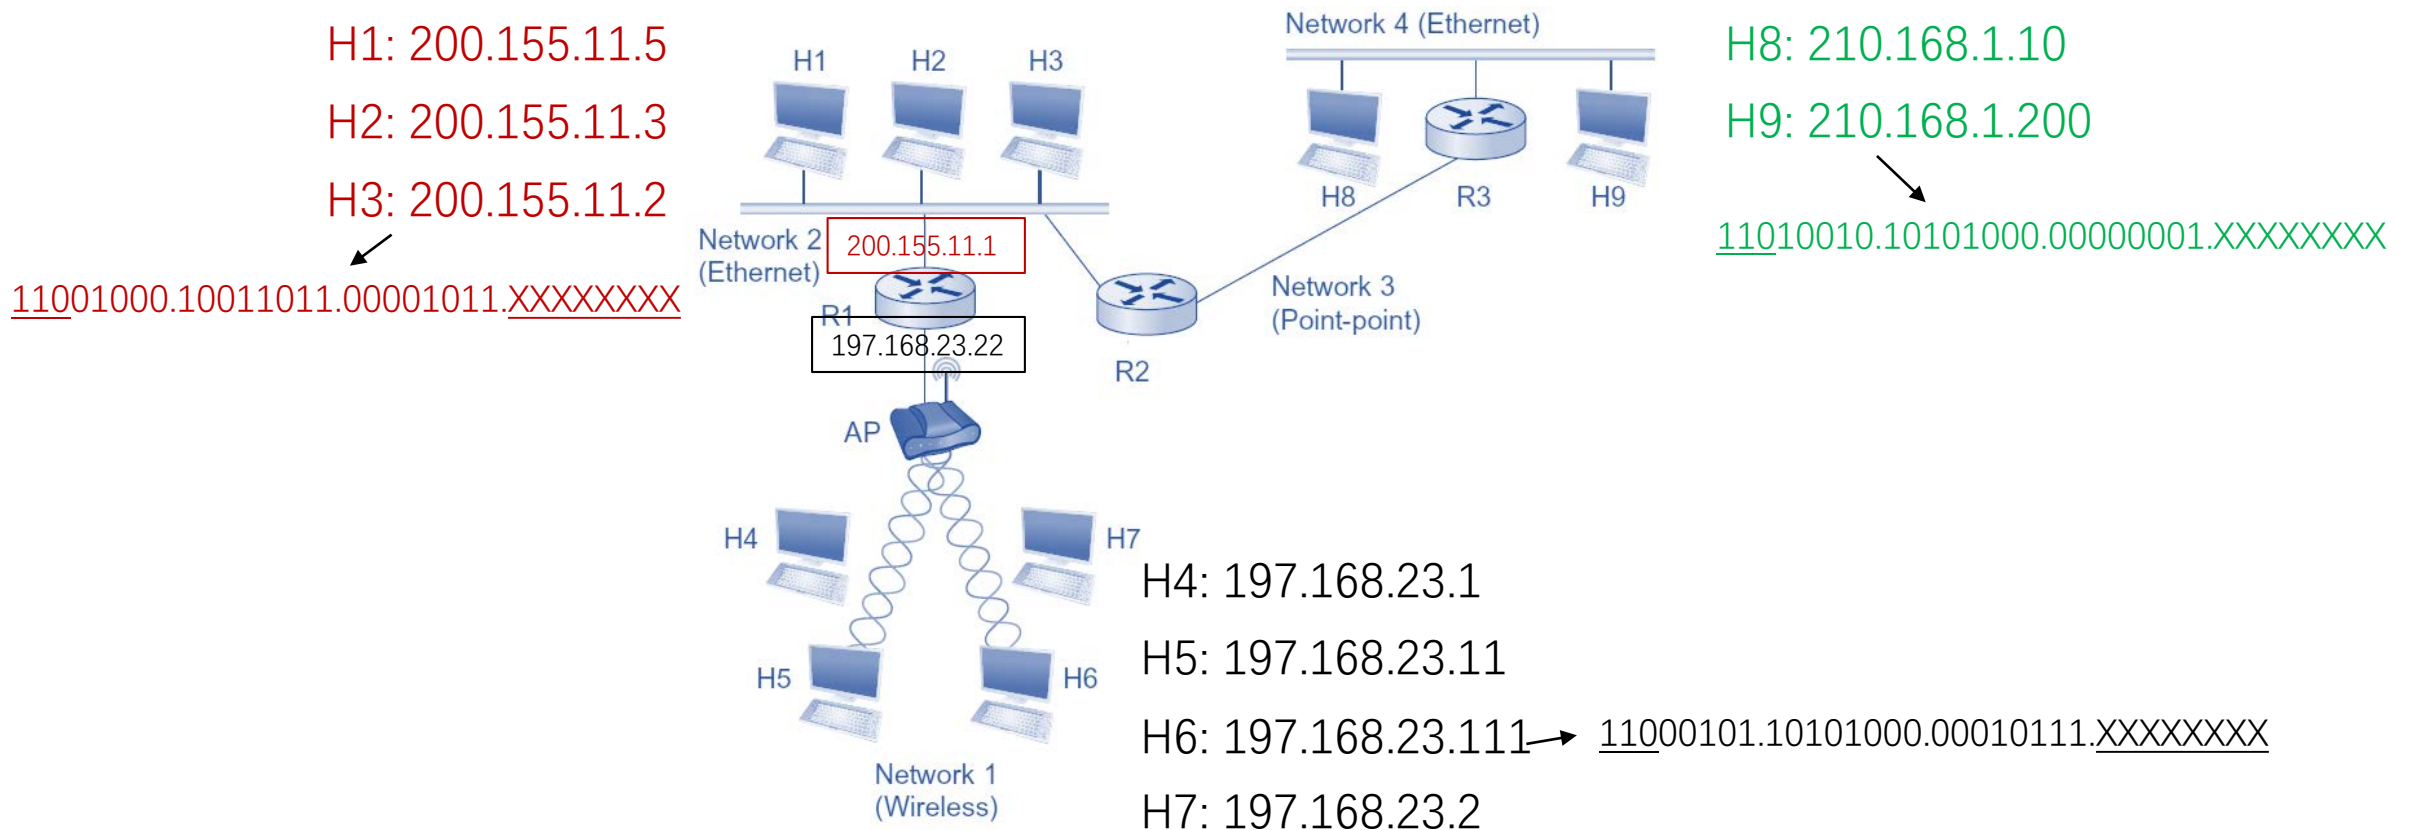 H1: 200.155.11.5
H2: 200.155.11.3
H3: 200.155.11.2
11001000.10011011.00001011.XXXXXXXX
H1
H2
H3
Network 2
(Ethernet)
200.155.11.1
R1
197.168.23.22
AP
R2
Network 3
(Point-point)
Network 4 (Ethernet)
H8
R3
H9
H8: 210.168.1.10
H9: 210.168.1.200
11010010.10101000.00000001.XXXXXXXX
H4
H7
H5
H6
Network 1
(Wireless)
H4: 197.168.23.1
H5: 197.168.23.11
H6: 197.168.23.111
11000101.10101000.00010111.XXXXXXXX
H7: 197.168.23.2